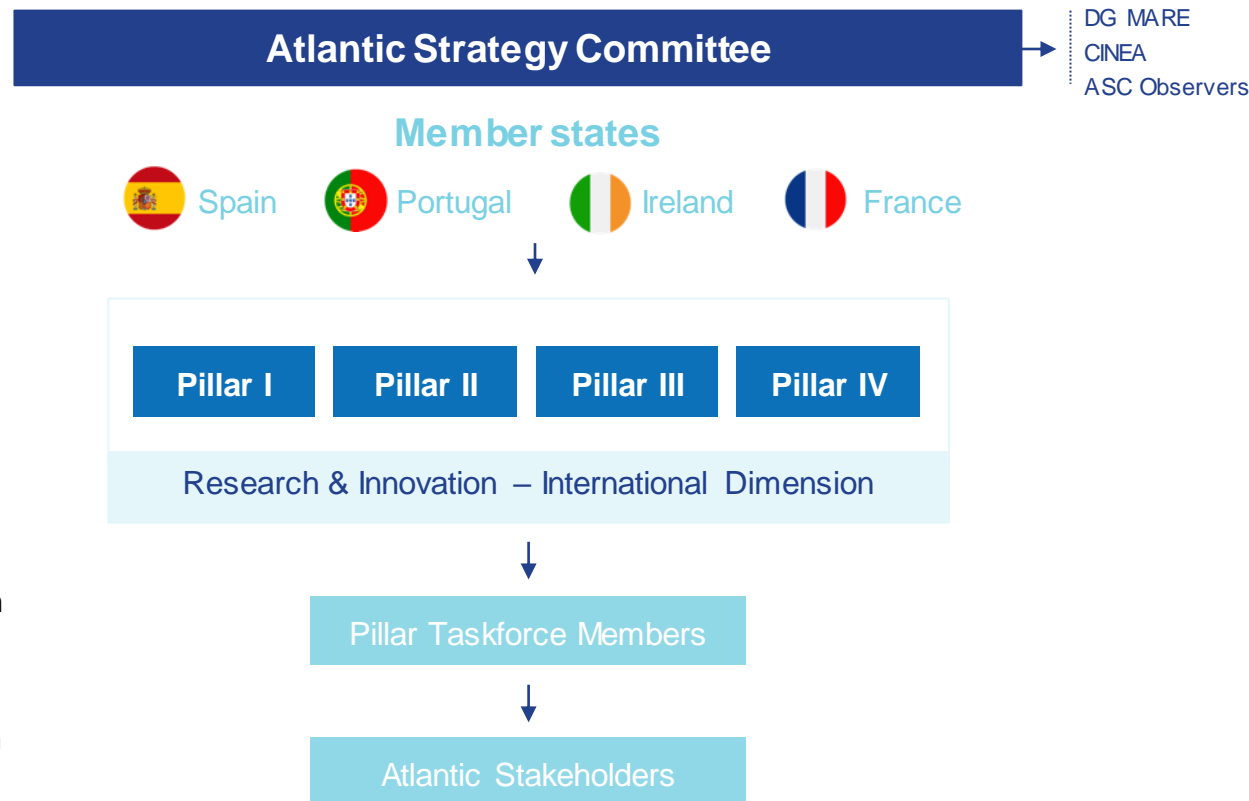 Atlantic Strategy Committee
DG MARE
CINEA
ASC Observers
Member states
Spain
Portugal
Ireland
France
Pillar I
Pillar II
Pillar III
Pillar IV
Research & Innovation – International Dimension
Pillar Taskforce Members
Atlantic Stakeholders